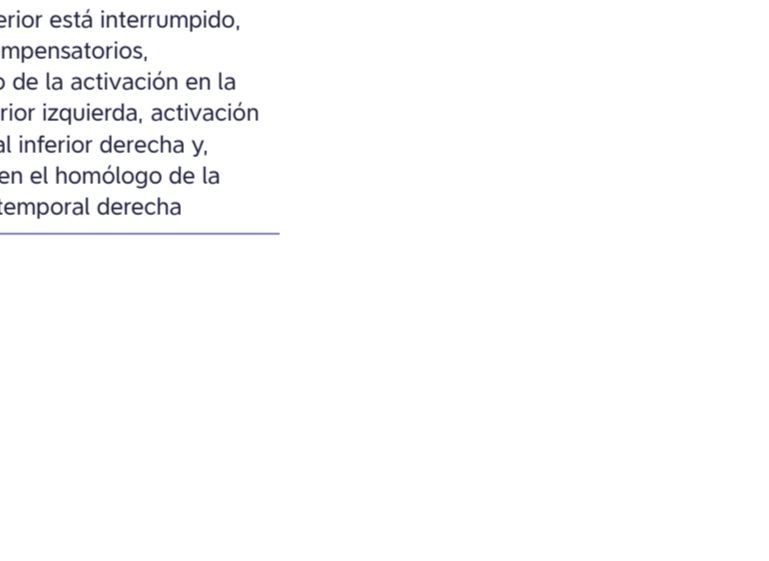 erior está interrumpido,
mpensatorios,
o de la activación en la
rior izquierda, activación
al inferior derecha y,
en el homólogo de la
temporal derecha